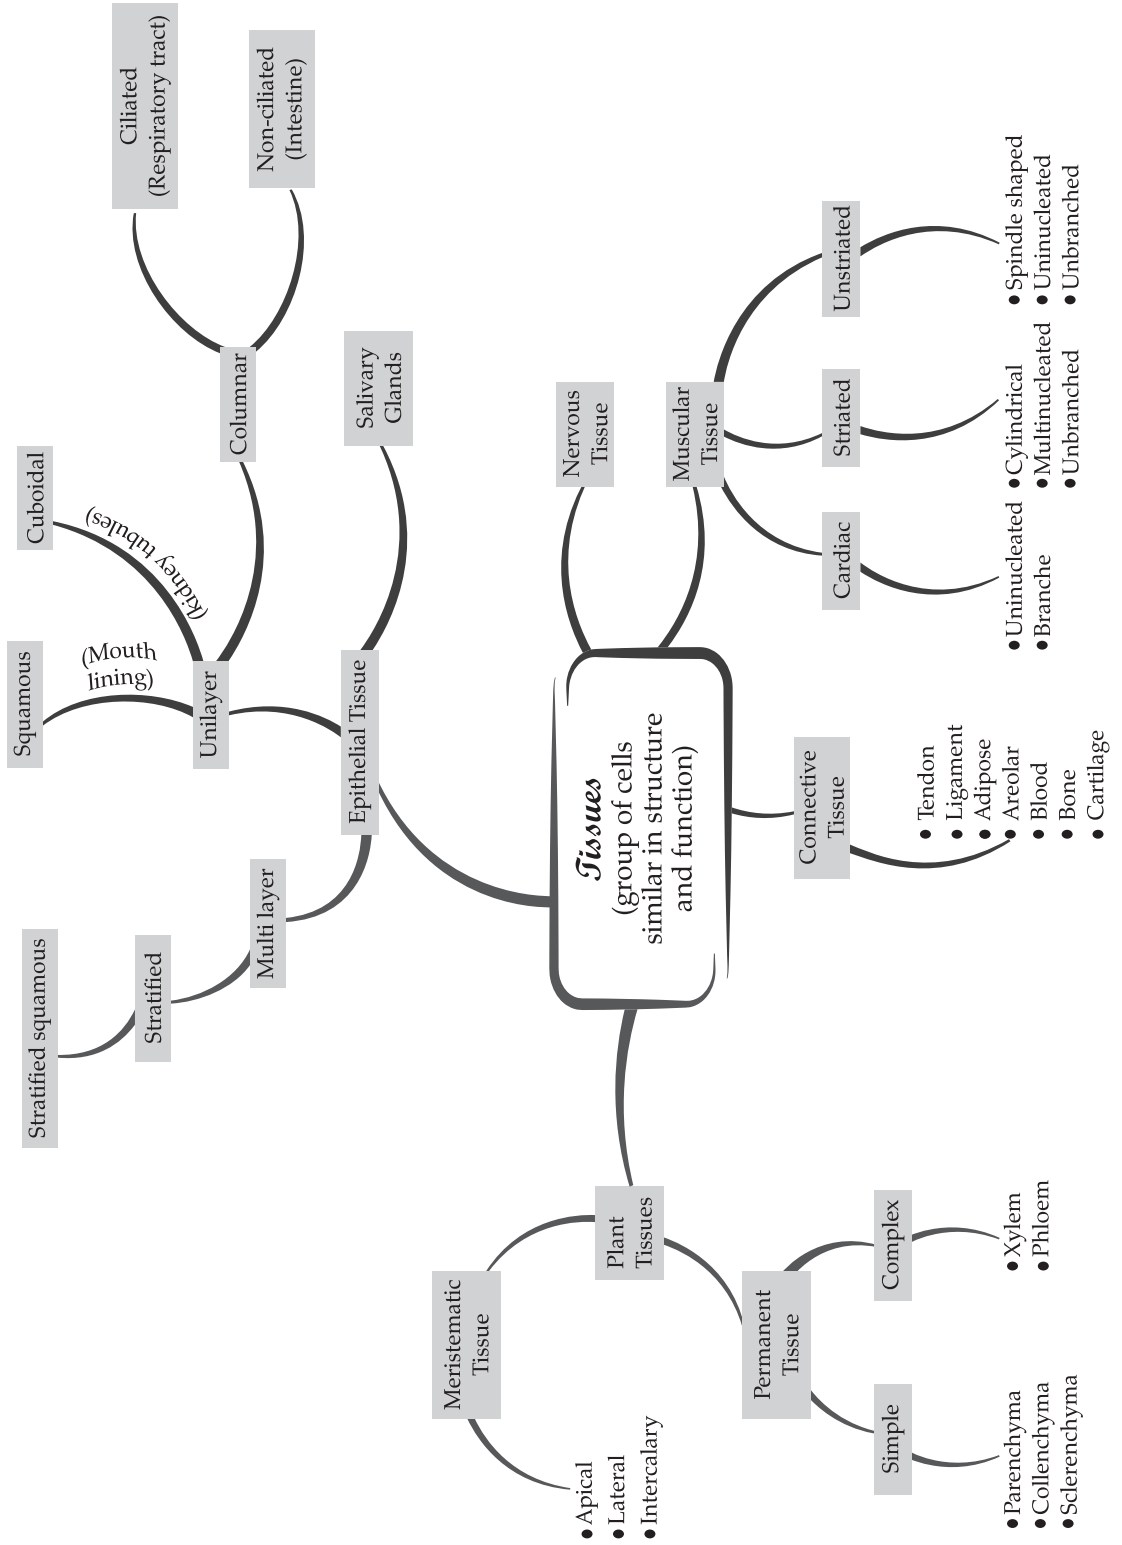 Tissues
(group of cells
similar in structure
and function)
Plant
Tissues
Meristematic
Tissue
●Apical
●Lateral
●Intercalary
Permanent
Tissue
Simple
●Parenchyma
●Collenchyma
●Sclerenchyma
Complex
●Xylem
●Phloem
Epithelial Tissue
Multi layer
Stratified
Stratified squamous
Unilayer
(Mouth
lining)
Squamous
(kidney tubules)
Cuboidal
Columnar
Ciliated
(Respiratory tract)
Non-ciliated
(Intestine)
Salivary
Glands
Nervous
Tissue
Muscular
Tissue
Cardiac
●Uninucleated
●Branche
Striated
●Cylindrical
●Multinucleated
●Unbranched
Unstriated
●Spindle shaped
●Uninucleated
●Unbranched
Connective
Tissue
● Tendon
● Ligament
● Adipose
● Areolar
● Blood
● Bone
● Cartilage